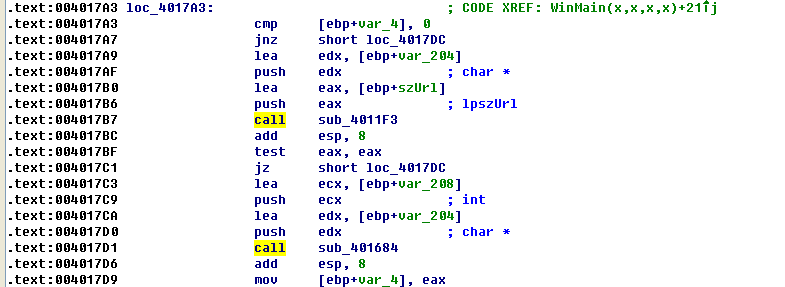 .text:004017A3 loc_4017A3: ; CODE XREF: WinMain(x,x,x,x)+21↑j
.text:004017A3 cmp [ebp+var_4], 0
.text:004017A7 jnz short loc_4017DC
.text:004017A9 lea edx, [ebp+var_204]
.text:004017AF push edx ; char *
.text:004017B0 lea eax, [ebp+szUrl]
.text:004017B6 push eax ; lpszUrl
.text:004017B7 call sub_4011F3
.text:004017BC add esp, 8
.text:004017BF test eax, eax
.text:004017C1 jz short loc_4017DC
.text:004017C3 lea ecx, [ebp+var_208]
.text:004017C9 push ecx ; int
.text:004017CA lea edx, [ebp+var_204]
.text:004017D0 push edx ; char *
.text:004017D1 call sub_401684
.text:004017D6 add esp, 8
.text:004017D9 mov [ebp+var_4], eax